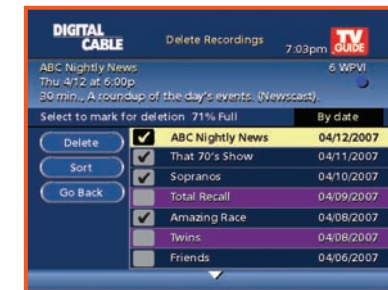 DIGITAL CABLE
Delete Recordings
7:03pm
TV GUIDE
ABC Nightly News
6 WPVI
Thu 4/12 at 6:00p
30 min., A roundup of the day's events. (Newscast).
Select to mark for deletion 71% Full
By date
Delete
Sort
Go Back
ABC Nightly News 04/12/2007
That 70's Show 04/11/2007
Sopranos 04/10/2007
Total Recall 04/09/2007
Amazing Race 04/08/2007
Twins 04/08/2007
Friends 04/06/2007